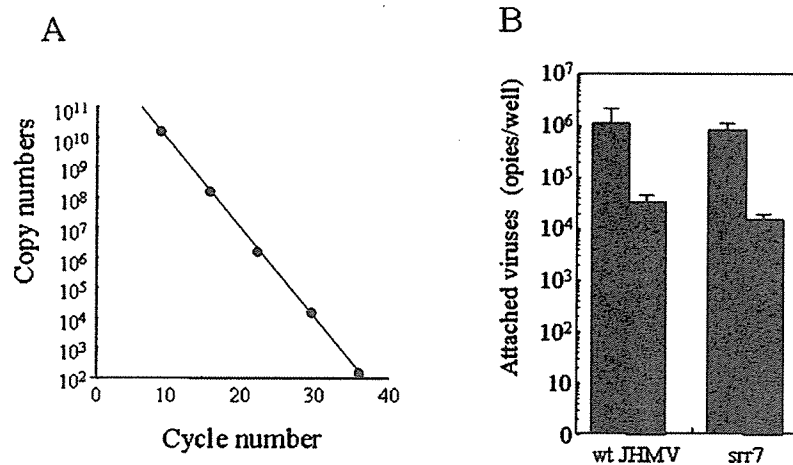 A
Copy numbers
10¹¹
10¹⁰
10⁹
10⁸
10⁷
10⁶
10⁵
10⁴
10³
10²
0 10 20 30 40
Cycle number
B
Attached viruses (opies/well)
10⁷
10⁶
10⁵
10⁴
10³
10²
10
0
wt JHMV srr7